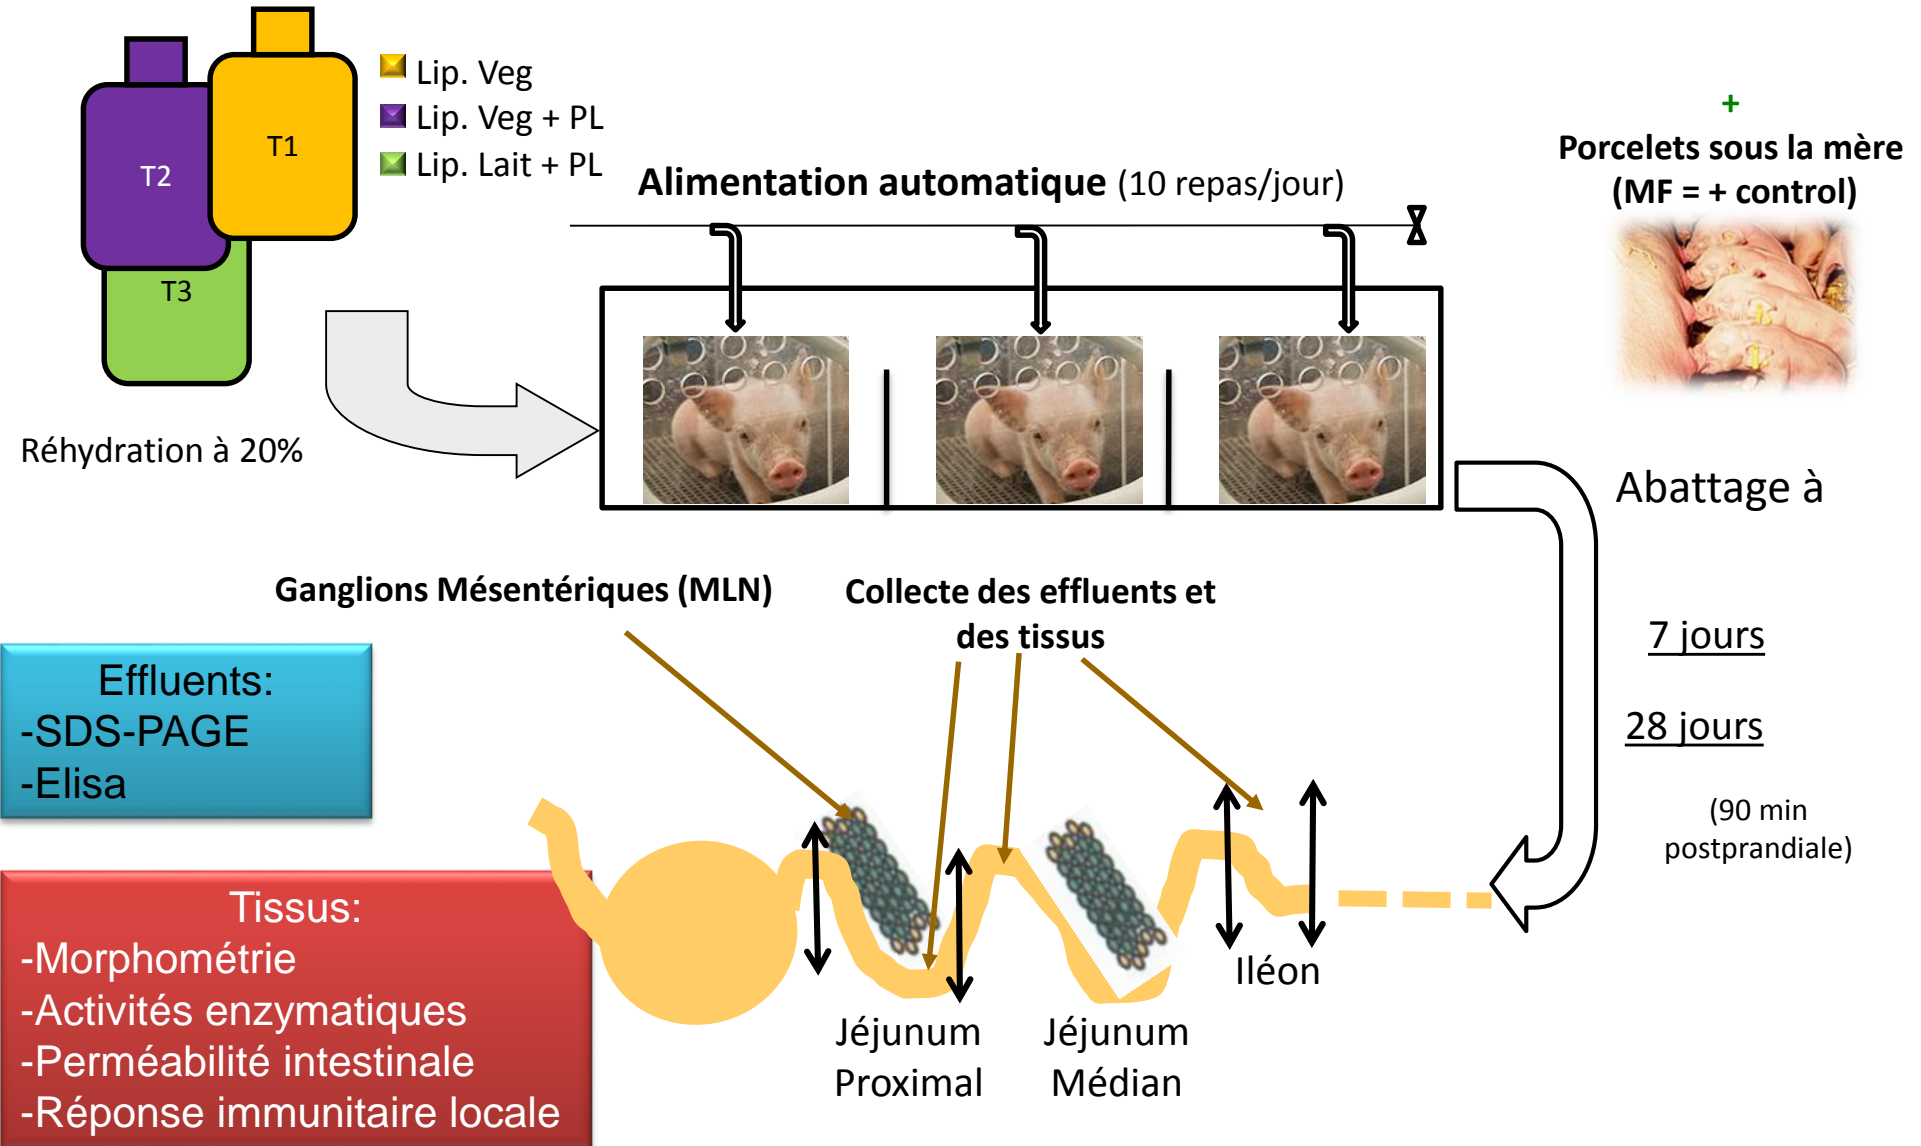 T1
T2
T3
Lip. Veg
Lip. Veg + PL
Lip. Lait + PL
Réhydration à 20%
Alimentation automatique (10 repas/jour)
+
Porcelets sous la mère
(MF = + control)
Abattage à
7 jours
28 jours
(90 min
postprandiale)
Ganglions Mésentériques (MLN)
Collecte des effluents et
des tissus
Effluents:
-SDS-PAGE
-Elisa
Tissus:
-Morphométrie
-Activités enzymatiques
-Perméabilité intestinale
-Réponse immunitaire locale
Jéjunum
Proximal
Jéjunum
Médian
Iléon